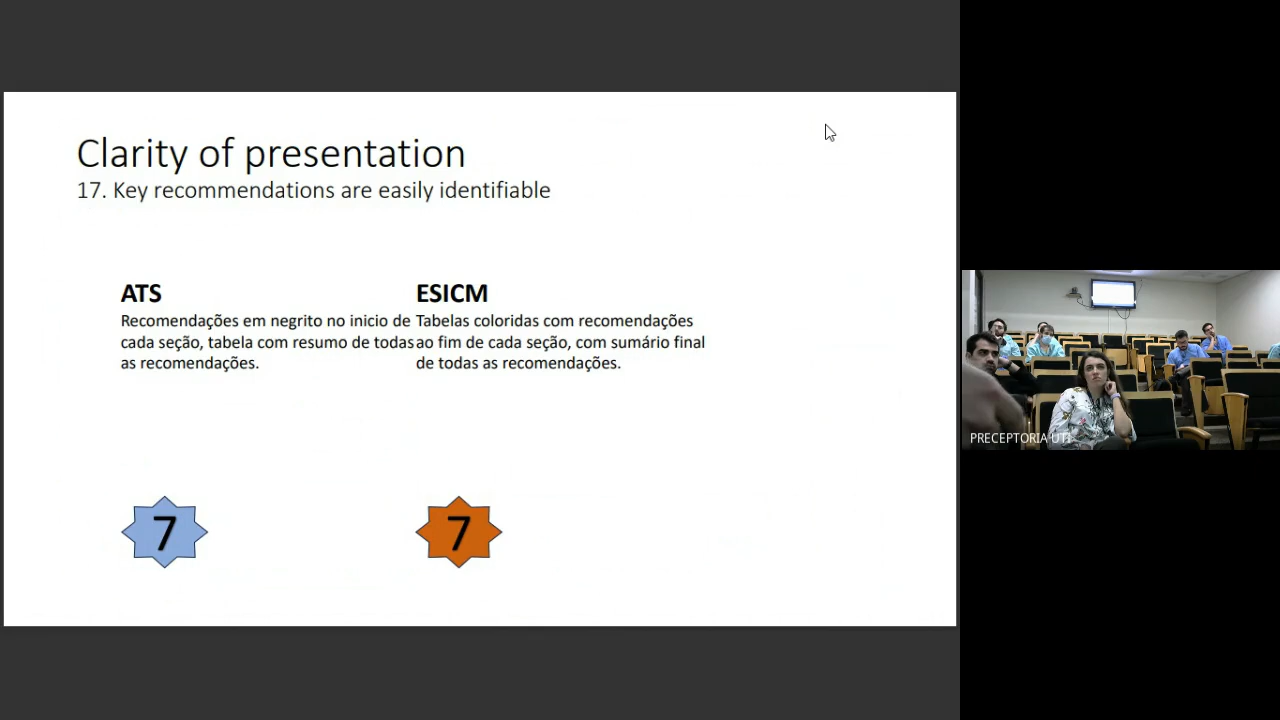 Clarity of presentation
17. Key recommendations are easily identifiable
ATS
Recomendações em negrito no inicio de
cada seção, tabela com resumo de todas
as recomendações.
ESICM
Tabelas coloridas com recomendações
ao fim de cada seção, com sumário final
de todas as recomendações.
7
7
PRECEPTORIA UTI